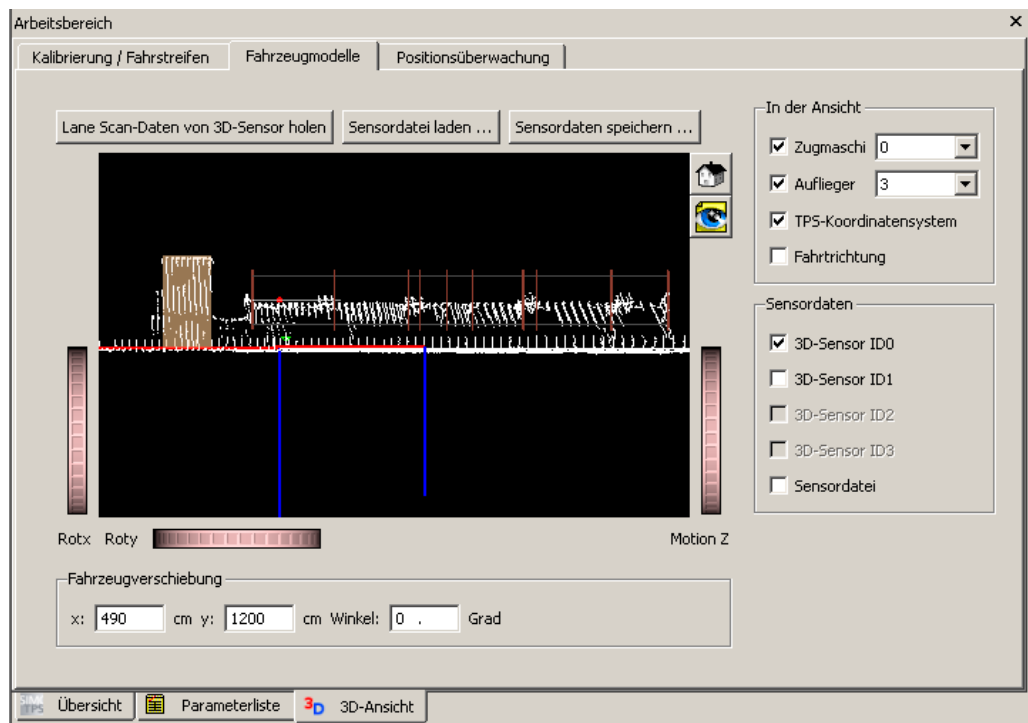 Arbeitsbereich
Kalibrierung / Fahrstreifen Fahrzeugmodelle Positionsüberwachung
Lane Scan-Daten von 3D-Sensor holen Sensordatei laden ... Sensordaten speichern ...
In der Ansicht
Zugmaschi 0
Auflieger 3
TPS-Koordinatensystem
Fahrtrichtung
Sensordaten
3D-Sensor ID0
3D-Sensor ID1
3D-Sensor ID2
3D-Sensor ID3
Sensordatei
Rotx Roty Motion Z
Fahrzeugverschiebung
x: 490 cm y: 1200 cm Winkel: 0 . Grad
Übersicht Parameterliste 3D 3D-Ansicht